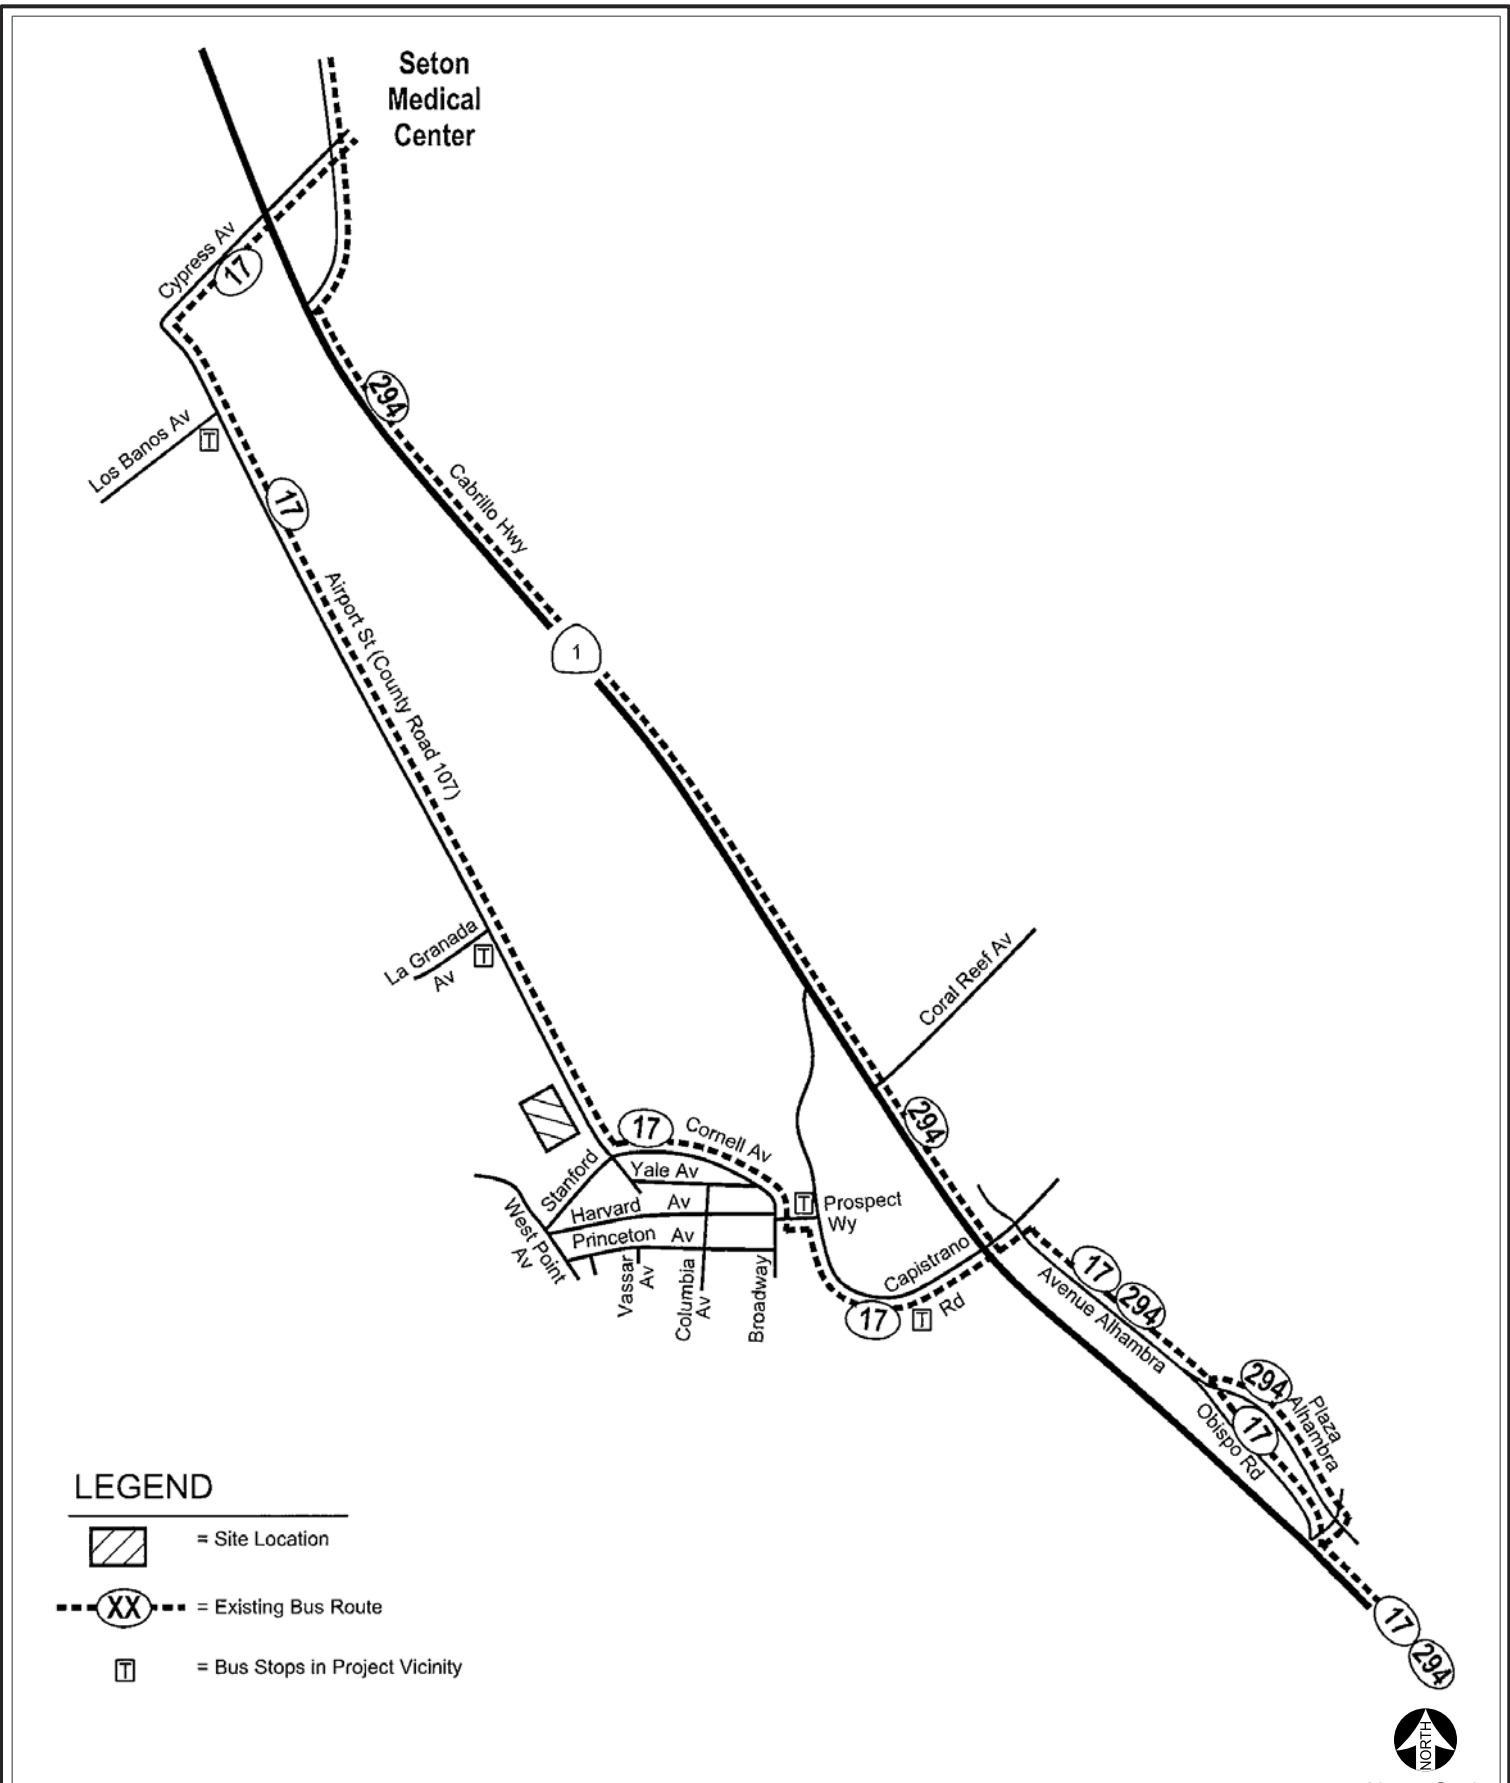 Seton
Medical
Center
Cypress Av
17
294
Los Banos Av
T
17
Cabrillo Hwy
Airport St (County Road 107)
1
La Granada
Av
T
Coral Reef Av
294
17
Cornell Av
Stanford
Yale Av
Harvard Av
Princeton Av
West Point
Av
Vassar
Av
Columbia
Av
Broadway
T
Prospect
Wy
Capistrano
Rd
17
T
17
294
Avenue Alhambra
294
Plaza
Alhambra
17
Obispo Rd
17
294
LEGEND
= Site Location
XX
= Existing Bus Route
T
= Bus Stops in Project Vicinity
NORTH